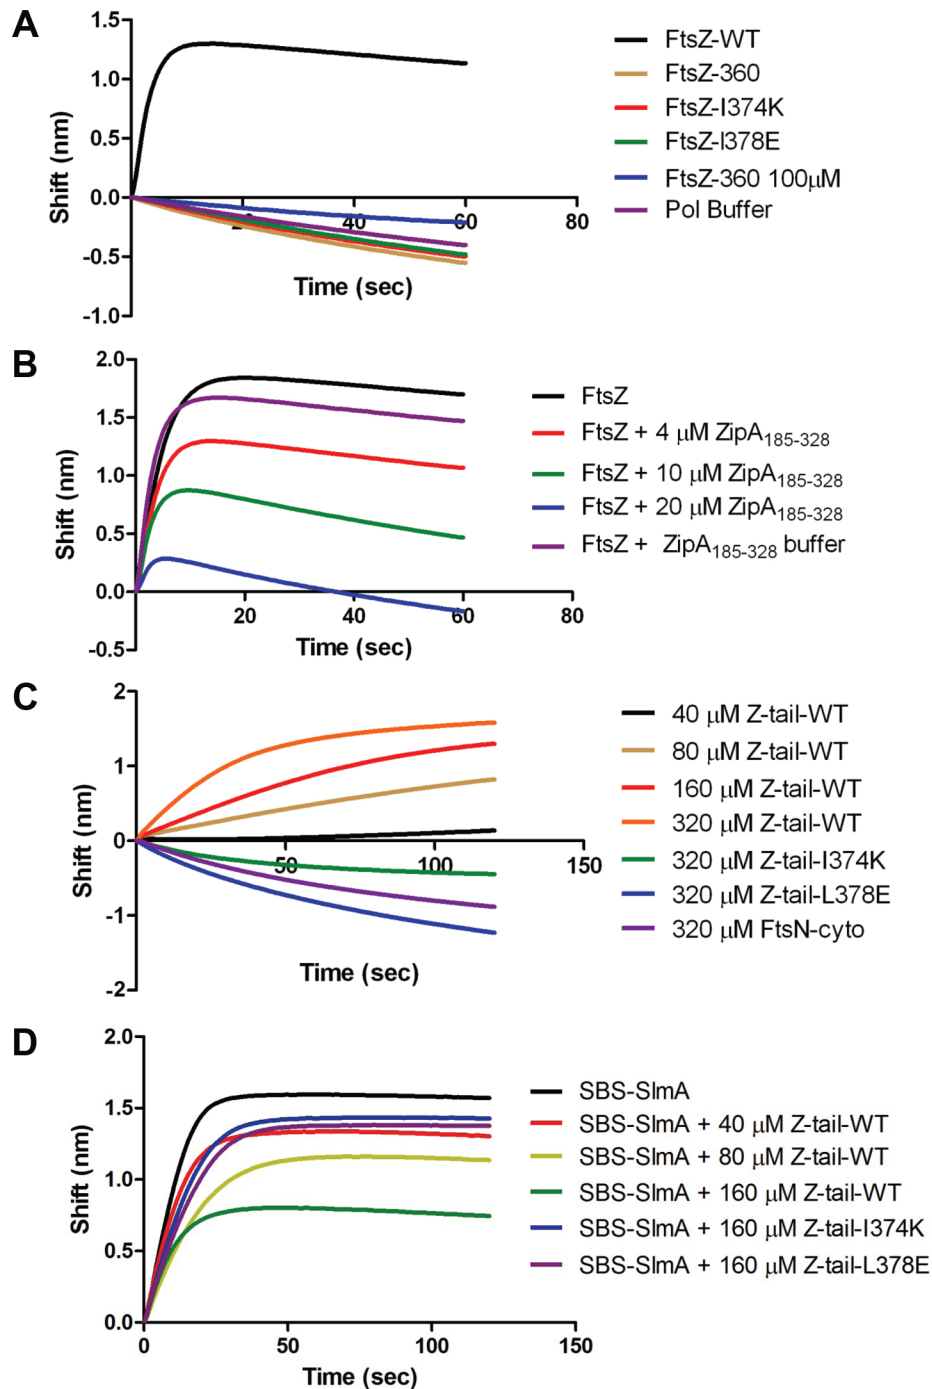 A
1.5
1.0
0.5
0.0
-0.5
-1.0
Shift (nm)
20
40
60
80
Time (sec)
FtsZ-WT
FtsZ-360
FtsZ-I374K
FtsZ-I378E
FtsZ-360 100µM
Pol Buffer
B
2.0
1.5
1.0
0.5
0.0
-0.5
Shift (nm)
20
40
60
80
Time (sec)
FtsZ
FtsZ + 4 µM ZipA185-328
FtsZ + 10 µM ZipA185-328
FtsZ + 20 µM ZipA185-328
FtsZ + ZipA185-328 buffer
C
2
1
0
-1
-2
Shift (nm)
50
100
150
Time (sec)
40 µM Z-tail-WT
80 µM Z-tail-WT
160 µM Z-tail-WT
320 µM Z-tail-WT
320 µM Z-tail-I374K
320 µM Z-tail-L378E
320 µM FtsN-cyto
D
2.0
1.5
1.0
0.5
0.0
Shift (nm)
0
50
100
150
Time (sec)
SBS-SlmA
SBS-SlmA + 40 µM Z-tail-WT
SBS-SlmA + 80 µM Z-tail-WT
SBS-SlmA + 160 µM Z-tail-WT
SBS-SlmA + 160 µM Z-tail-I374K
SBS-SlmA + 160 µM Z-tail-L378E